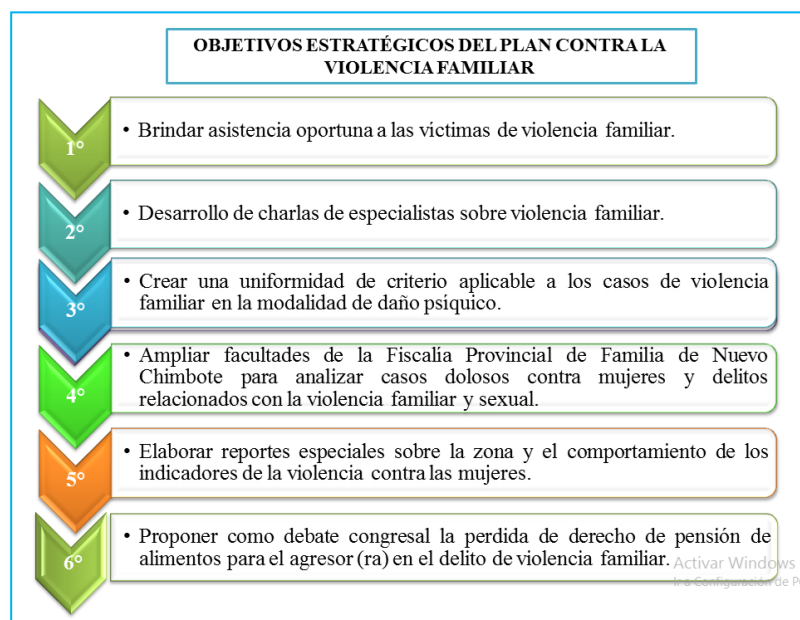 OBJETIVOS ESTRATÉGICOS DEL PLAN CONTRA LA
VIOLENCIA FAMILIAR
1°
• Brindar asistencia oportuna a las víctimas de violencia familiar.
2°
• Desarrollo de charlas de especialistas sobre violencia familiar.
3°
• Crear una uniformidad de criterio aplicable a los casos de violencia
familiar en la modalidad de daño psíquico.
4°
• Ampliar facultades de la Fiscalía Provincial de Familia de Nuevo
Chimbote para analizar casos dolosos contra mujeres y delitos
relacionados con la violencia familiar y sexual.
5°
• Elaborar reportes especiales sobre la zona y el comportamiento de los
indicadores de la violencia contra las mujeres.
6°
• Proponer como debate congresal la perdida de derecho de pensión de
alimentos para el agresor (ra) en el delito de violencia familiar.
Activar Windows
Ir a Configuración de